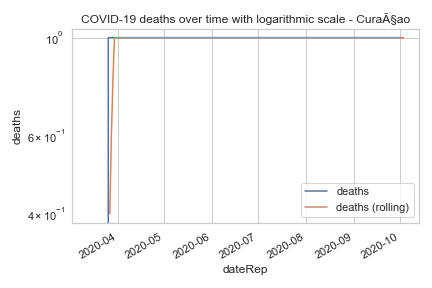 COVID-19 deaths over time with logarithmic scale - CuraÃ§ao
10⁰
6 × 10⁻¹
4 × 10⁻¹
deaths
deaths
deaths (rolling)
2020-04
2020-05
2020-06
2020-07
2020-08
2020-09
2020-10
dateRep